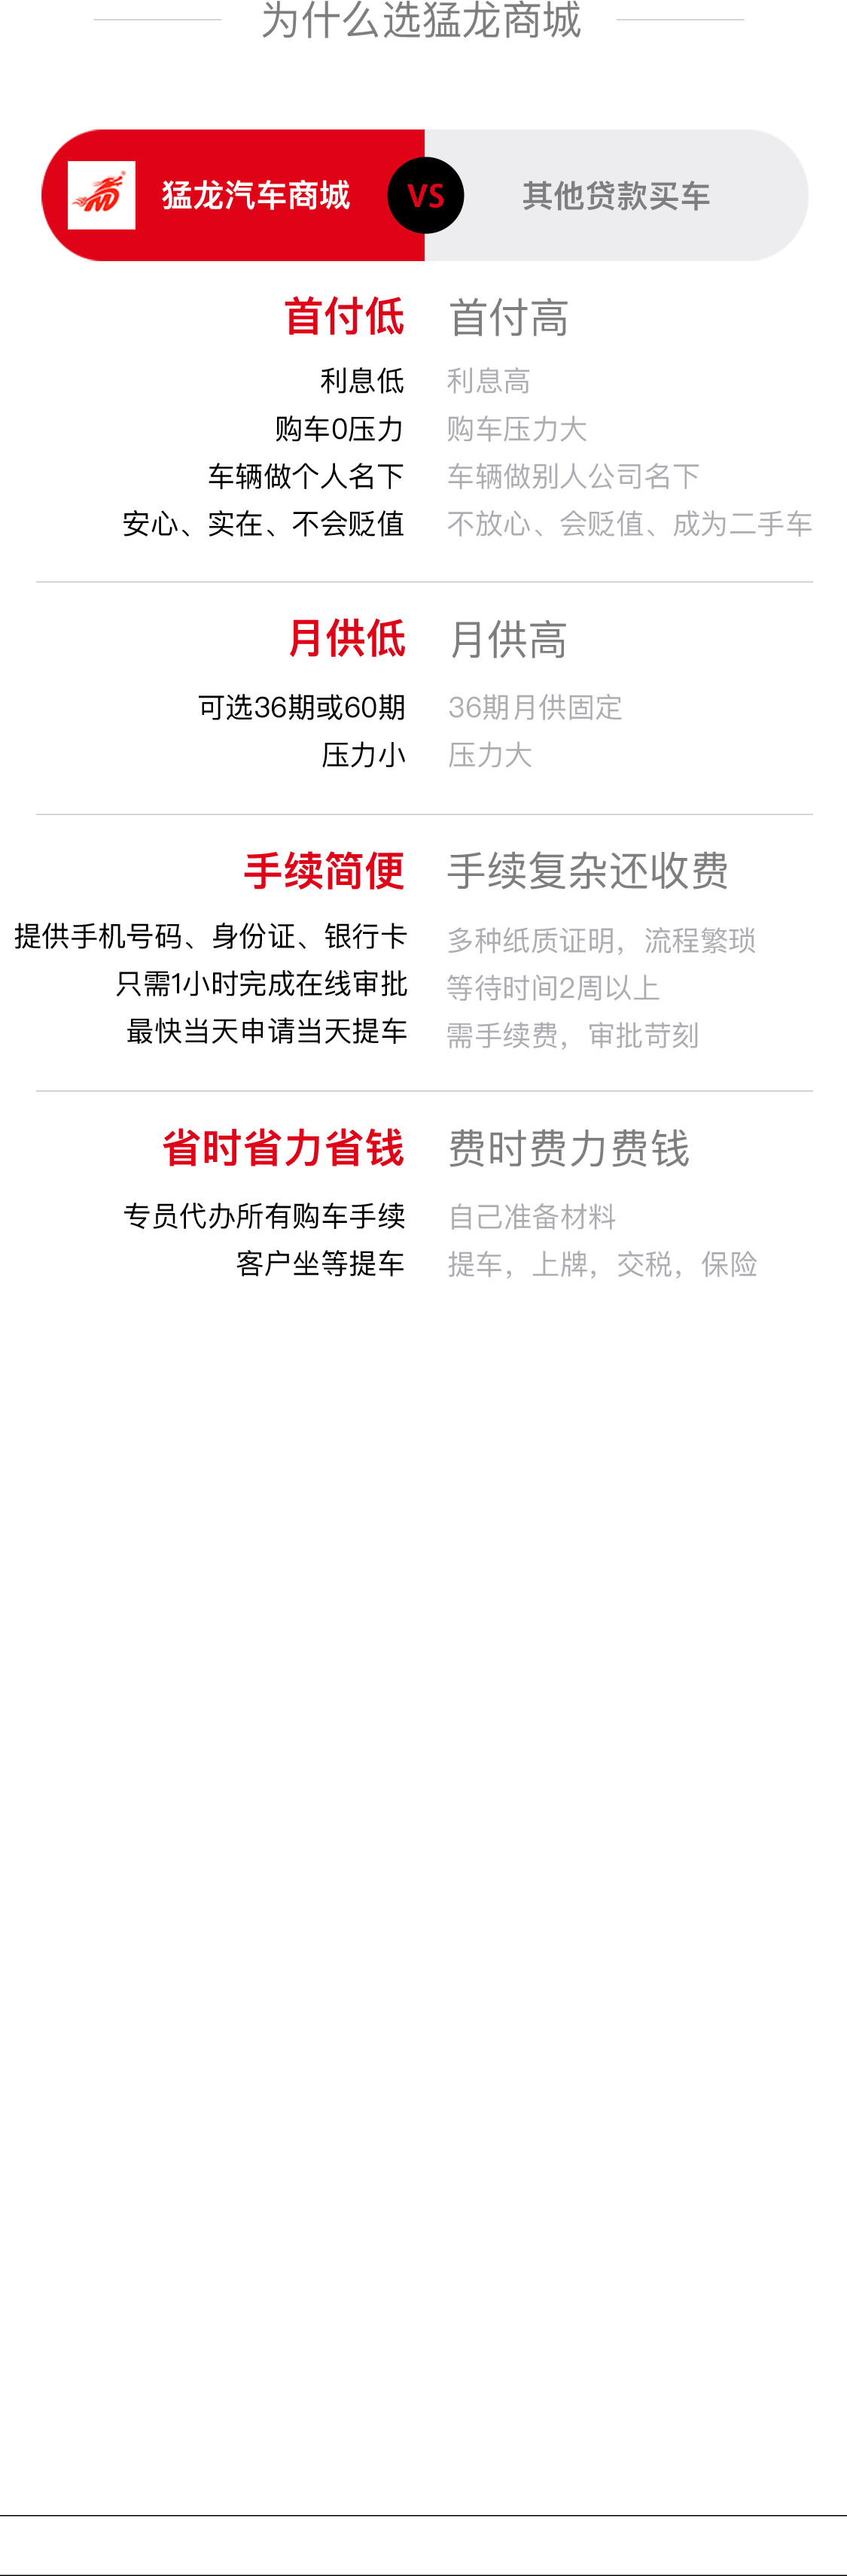 为什么选猛龙商城
猛龙汽车商城 VS 其他贷款买车
首付低 首付高
利息低 利息高
购车0压力 购车压力大
车辆做个人名下 车辆做别人公司名下
安心、实在、不会贬值 不放心、会贬值、成为二手车
月供低 月供高
可选36期或60期 36期月供固定
压力小 压力大
手续简便 手续复杂还收费
提供手机号码、身份证、银行卡 多种纸质证明，流程繁琐
只需1小时完成在线审批 等待时间2周以上
最快当天申请当天提车 需手续费，审批苛刻
省时省力省钱 费时费力费钱
专员代办所有购车手续 自己准备材料
客户坐等提车 提车，上牌，交税，保险